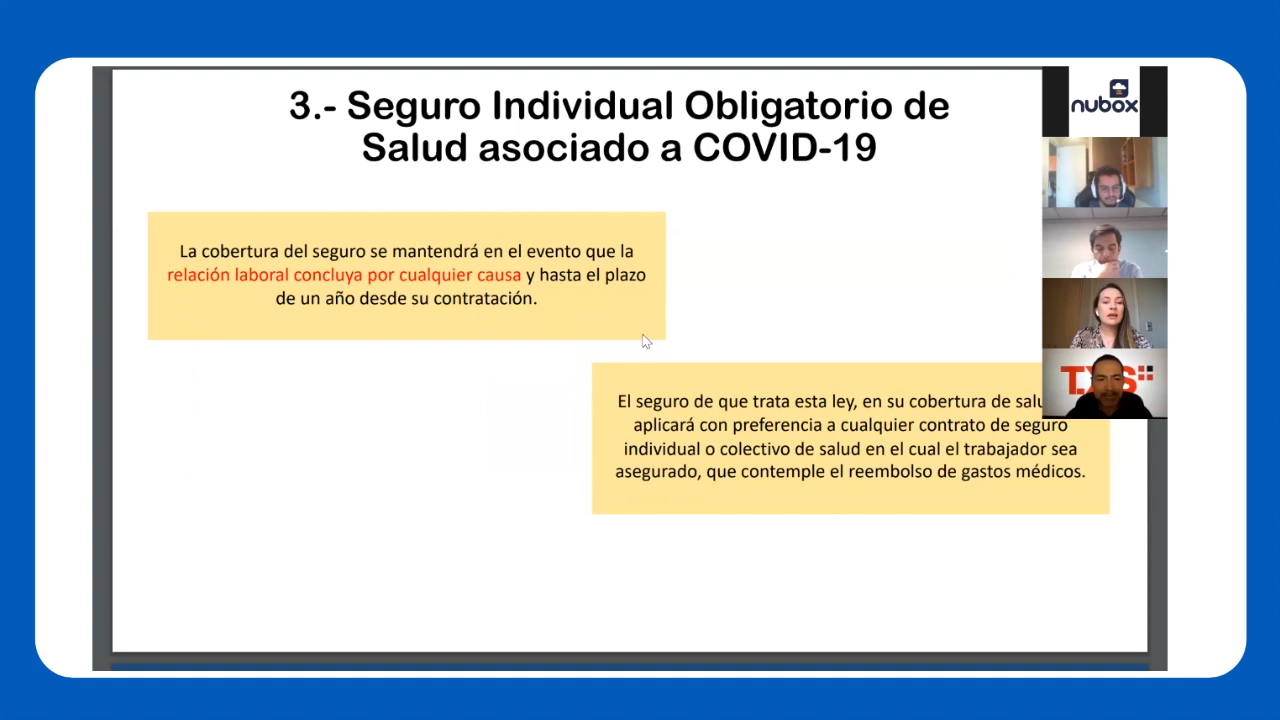 3.- Seguro Individual Obligatorio de
Salud asociado a COVID-19
nubox
La cobertura del seguro se mantendrá en el evento que la
relación laboral concluya por cualquier causa y hasta el plazo
de un año desde su contratación.
El seguro de que trata esta ley, en su cobertura de
aplicará con preferencia a cualquier contrato de seguro
individual o colectivo de salud en el cual el trabajador sea
asegurado, que contemple el reembolso de gastos médicos.